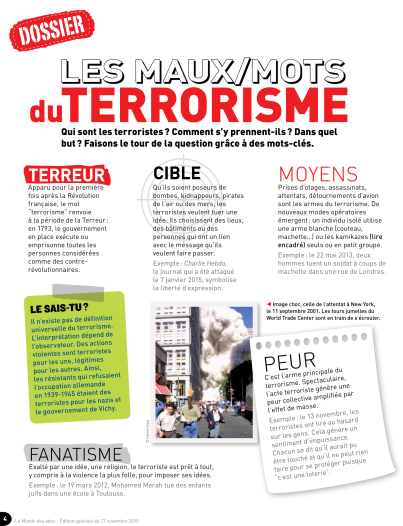 DOSSIER
LES MAUX/MOTS
du TERRORISME
Qui sont les terroristes ? Comment s'y prennent-ils ? Dans quel
but ? Faisons le tour de la question grâce à des mots-clés.
TERREUR
Apparu pour la première
fois après la Révolution
française, le mot
"terrorisme" renvoie
à la période de la Terreur :
en 1793, le gouvernement
en place exécute ou
emprisonne toutes les
personnes considérées
comme des contre-
révolutionnaires.
CIBLE
Qu'ils soient poseurs de
bombes, kidnappeurs, pirates
de l'air ou des mers, les
terroristes veulent tuer une
idée. Ils choisissent des lieux,
des bâtiments ou des
personnes qui ont un lien
avec le message qu'ils
veulent faire passer.
Exemple : Charlie Hebdo,
le journal qui a été attaqué
le 7 janvier 2015, symbolise
la liberté d'expression.
MOYENS
Prises d'otages, assassinats,
attentats, détournements d'avion
sont les armes du terrorisme. De
nouveaux modes opératoires
émergent : un individu isolé utilise
une arme blanche (couteau,
machette...) ou les kamikazes (lire
encadré) seuls ou en petit groupe.
Exemple : le 22 mai 2013, deux
hommes tuent un soldat à coups de
machette dans une rue de Londres.
LE SAIS-TU ?
Il n'existe pas de définition
universelle du terrorisme.
L'interprétation dépend de
l'observateur. Des actions
violentes sont terroristes
pour les uns, légitimes
pour les autres. Ainsi,
les résistants qui refusaient
l'occupation allemande
en 1939-1945 étaient des
terroristes pour les nazis et
le gouvernement de Vichy.
Image choc, celle de l'attentat à New York,
le 11 septembre 2001. Les tours jumelles du
World Trade Center sont en train de s'écrouler.
PEUR
C'est l'arme principale du
terrorisme. Spectaculaire,
l'acte terroriste génère une
peur collective amplifiée par
l'effet de masse.
Exemple : le 13 novembre, les
terroristes ont tiré au hasard
sur les gens. Cela génère un
sentiment d'impuissance.
Chacun se dit qu'il aurait pu
être touché et qu'il ne peut rien
faire pour se protéger puisque
"c'est une loterie".
FANATISME
Exalté par une idée, une religion, le terroriste est prêt à tout,
y compris à la violence la plus folle, pour imposer ses idées.
Exemple : le 19 mars 2012, Mohamed Merah tue des enfants
juifs dans une école à Toulouse.
4
Le Monde des ados - Édition spéciale du 17 novembre 2015